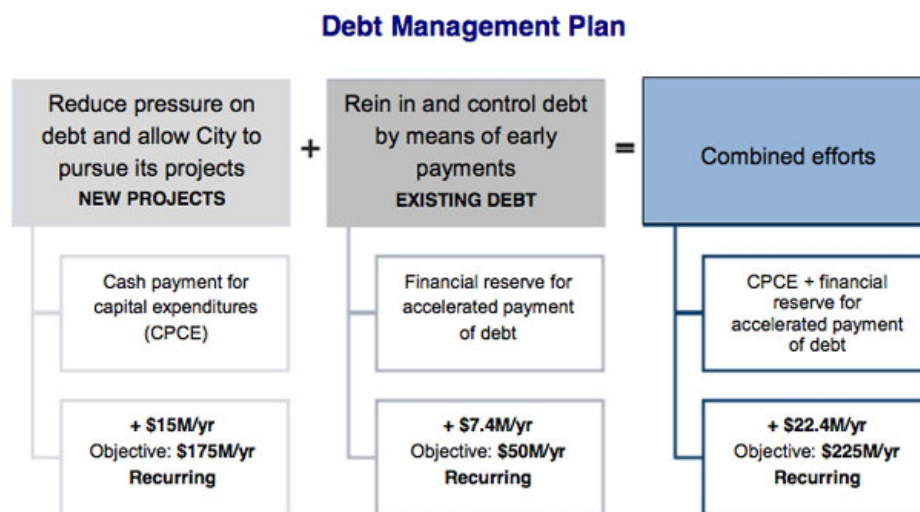 Debt Management Plan
Reduce pressure on
debt and allow City to
pursue its projects
NEW PROJECTS
+
Rein in and control debt
by means of early
payments
EXISTING DEBT
=
Combined efforts
Cash payment for
capital expenditures
(CPCE)
Financial reserve for
accelerated payment
of debt
CPCE + financial
reserve for
accelerated payment
of debt
+ $15M/yr
Objective: $175M/yr
Recurring
+ $7.4M/yr
Objective: $50M/yr
Recurring
+ $22.4M/yr
Objective: $225M/yr
Recurring